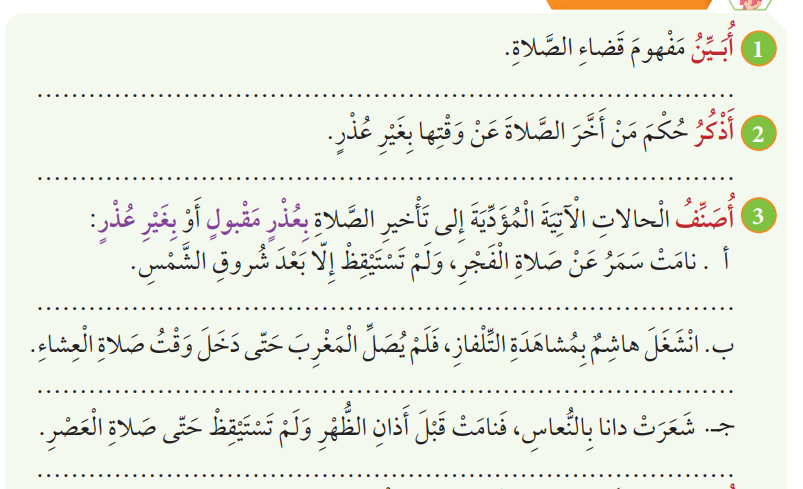 1 أُبَيِّنُ مَفْهومَ قَضاءِ الصَّلاةِ.
......................................................................
2 أَذْكُرُ حُكْمَ مَنْ أَخَّرَ الصَّلاةَ عَنْ وَقْتِها بِغَيْرِ عُذْرٍ.
......................................................................
3 أُصَنِّفُ الْحالاتِ الْآتِيَةَ الْمُؤَدِّيَةَ إِلى تَأْخيرِ الصَّلاةِ بِعُذْرٍ مَقْبولٍ أَوْ بِغَيْرِ عُذْرٍ:
أ . نامَتْ سَمَرُ عَنْ صَلاةِ الْفَجْرِ، وَلَمْ تَسْتَيْقِظْ إِلّا بَعْدَ شُروقِ الشَّمْسِ.
......................................................................
ب. انْشَغَلَ هاشِمٌ بِمُشاهَدَةِ التِّلْفازِ، فَلَمْ يُصَلِّ الْمَغْرِبَ حَتّى دَخَلَ وَقْتُ صَلاةِ الْعِشاءِ.
......................................................................
جـ. شَعَرَتْ دانا بِالنُّعاسِ، فَنامَتْ قَبْلَ أَذانِ الظُّهْرِ وَلَمْ تَسْتَيْقِظْ حَتّى صَلاةِ الْعَصْرِ.
......................................................................